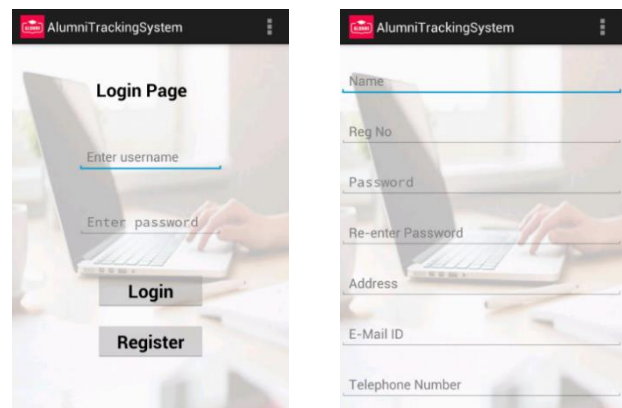 AlumniTrackingSystem
Login Page
Enter username
Enter password
Login
Register
AlumniTrackingSystem
Name
Reg No
Password
Re-enter Password
Address
E-Mail ID
Telephone Number